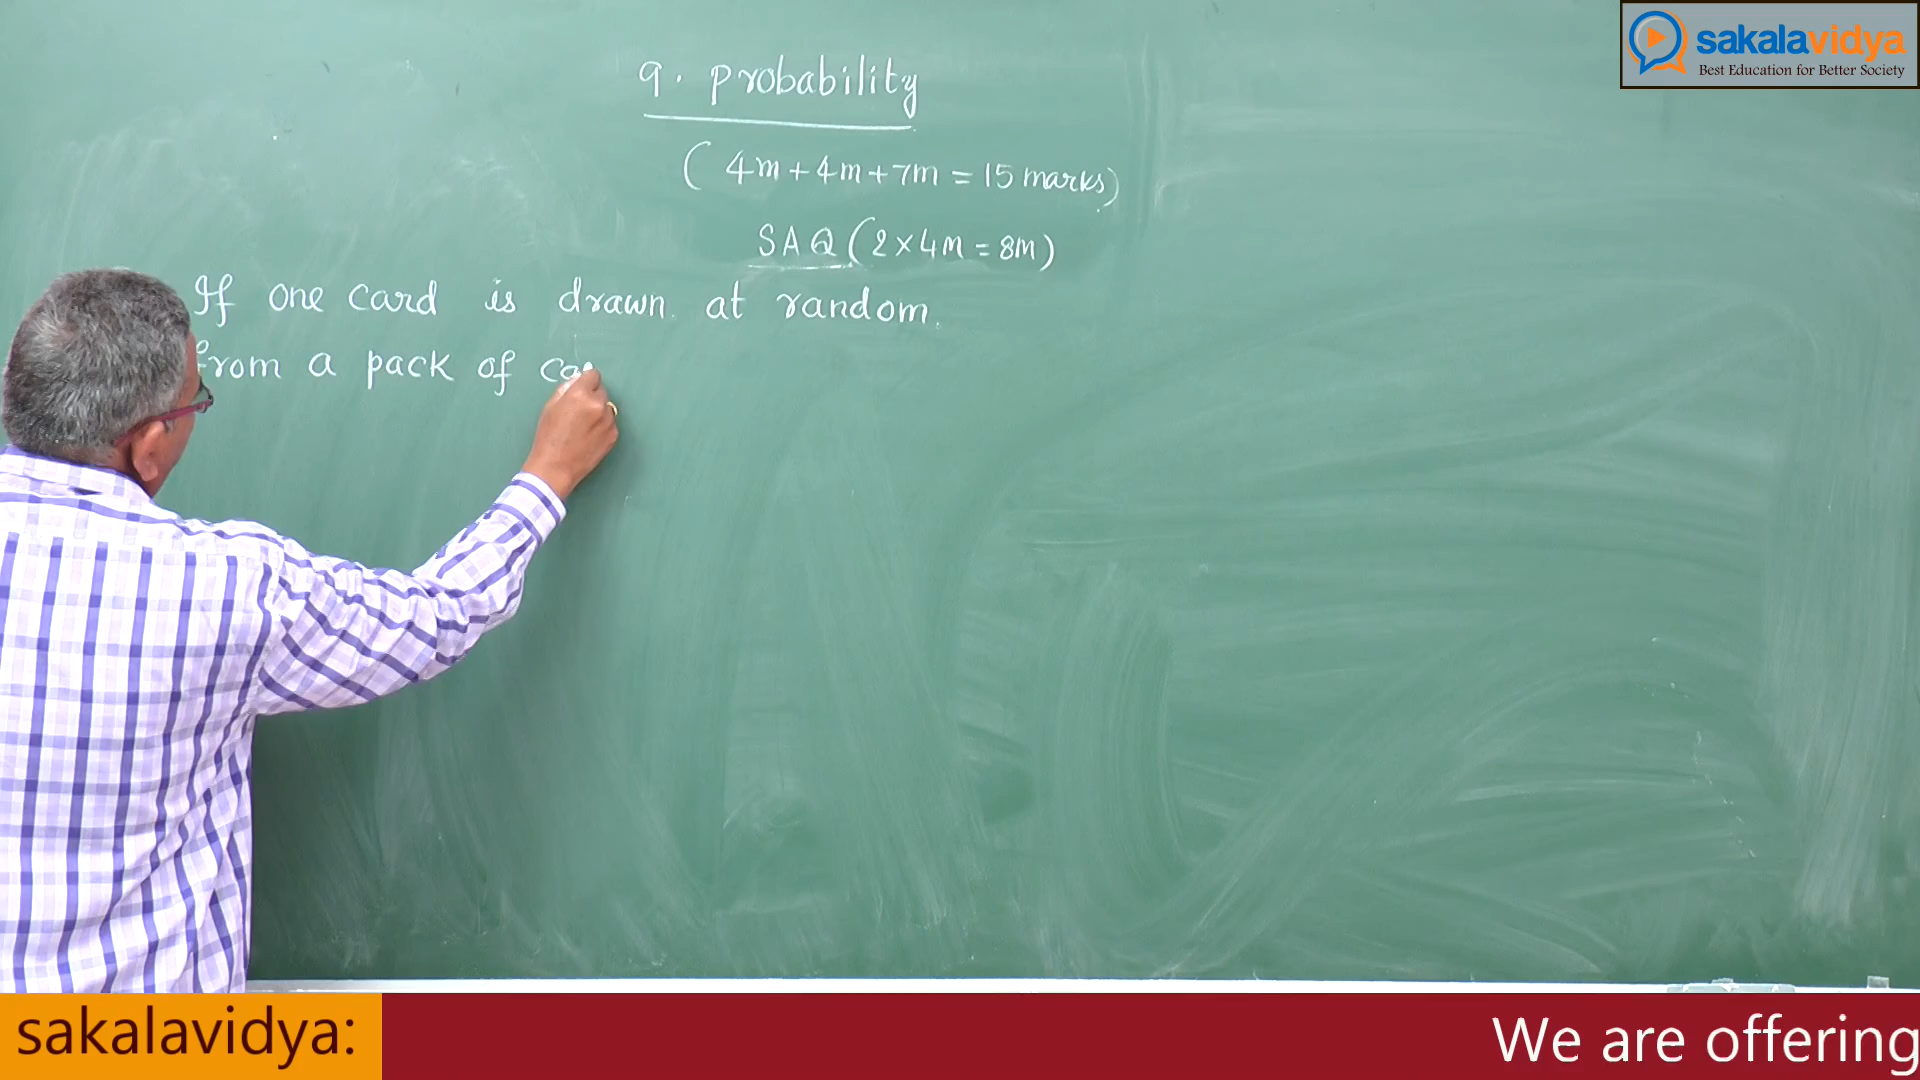 sakalavidya
Best Education for Better Society
9. probability
( 4m + 4m + 7m = 15 marks)
SAQ ( 2 × 4m = 8m )
If one card is drawn at random
from a pack of
sakalavidya:
We are offering